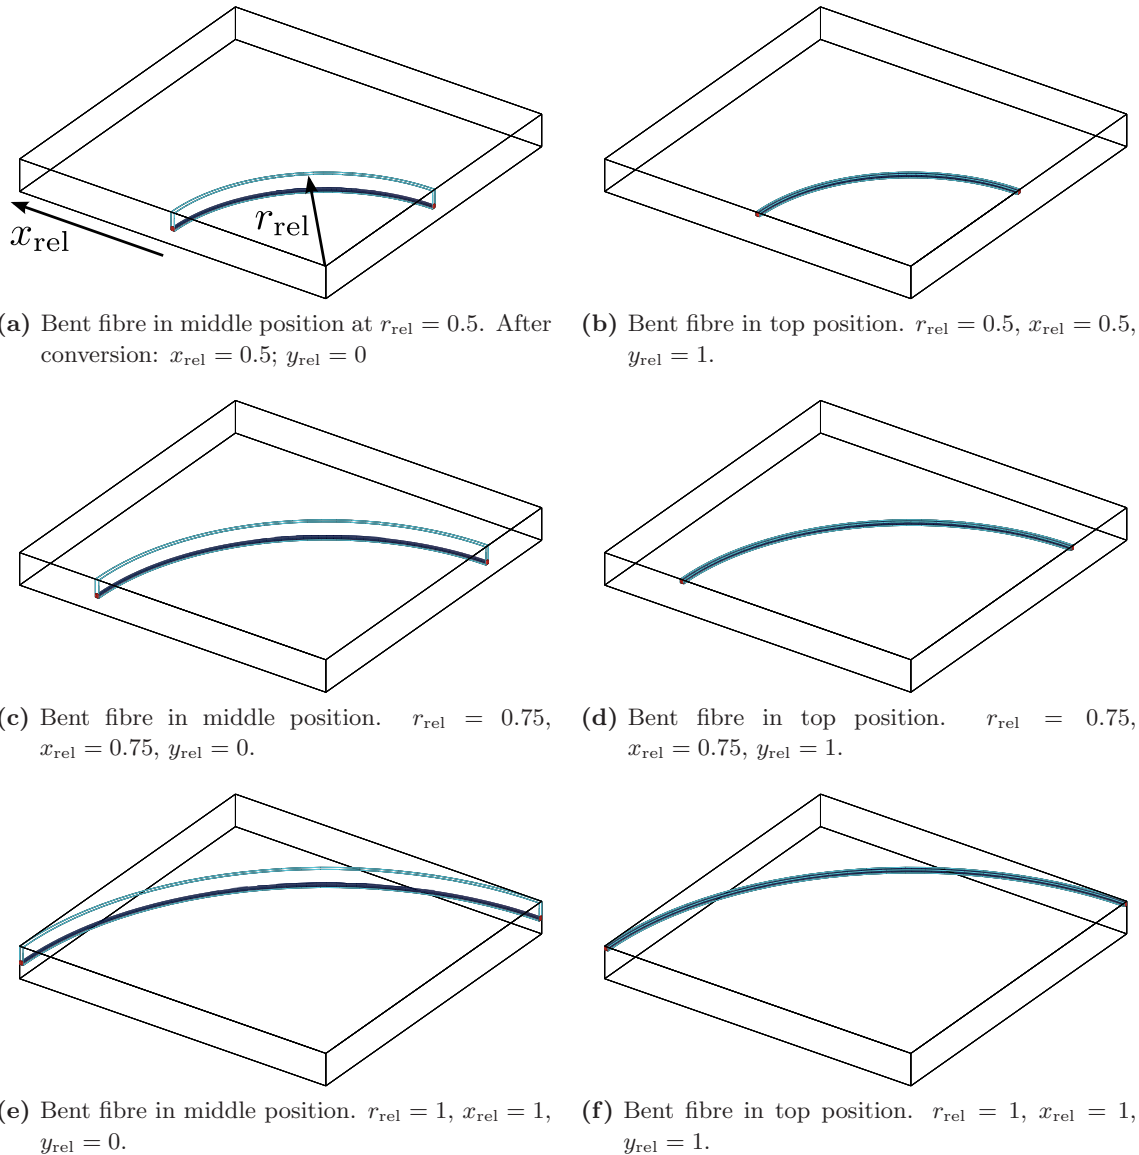 x_rel
r_rel
(a) Bent fibre in middle position at r_rel = 0.5. After
conversion: x_rel = 0.5; y_rel = 0
(b) Bent fibre in top position. r_rel = 0.5, x_rel = 0.5,
y_rel = 1.
(c) Bent fibre in middle position. r_rel = 0.75,
x_rel = 0.75, y_rel = 0.
(d) Bent fibre in top position. r_rel = 0.75,
x_rel = 0.75, y_rel = 1.
(e) Bent fibre in middle position. r_rel = 1, x_rel = 1,
y_rel = 0.
(f) Bent fibre in top position. r_rel = 1, x_rel = 1,
y_rel = 1.